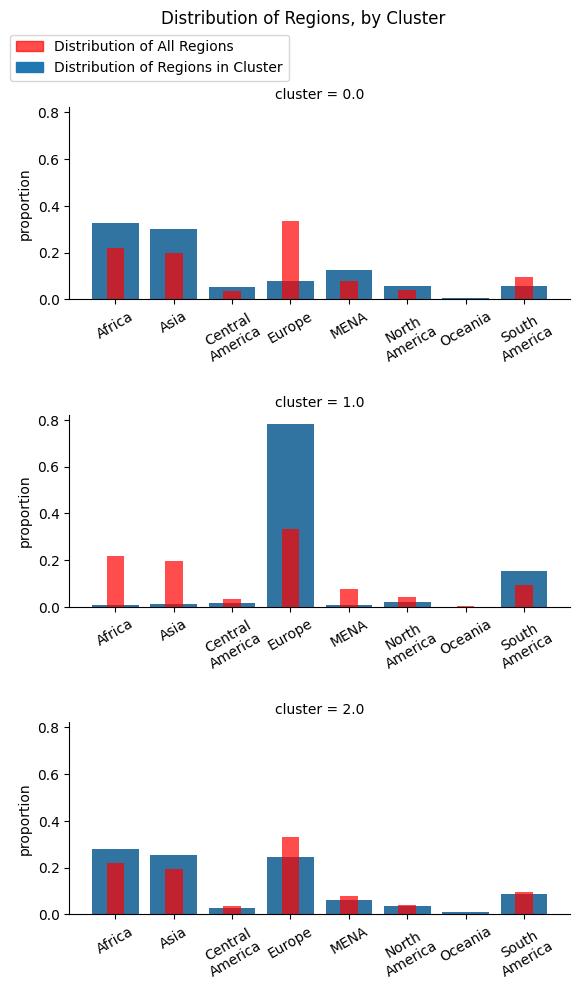 Distribution of Regions, by Cluster
Distribution of All Regions
Distribution of Regions in Cluster
cluster = 0.0
0.8
0.6
0.4
0.2
0.0
proportion
Africa
Asia
Central
America
Europe
MENA
North
America
Oceania
South
America
cluster = 1.0
0.8
0.6
0.4
0.2
0.0
proportion
Africa
Asia
Central
America
Europe
MENA
North
America
Oceania
South
America
cluster = 2.0
0.8
0.6
0.4
0.2
0.0
proportion
Africa
Asia
Central
America
Europe
MENA
North
America
Oceania
South
America